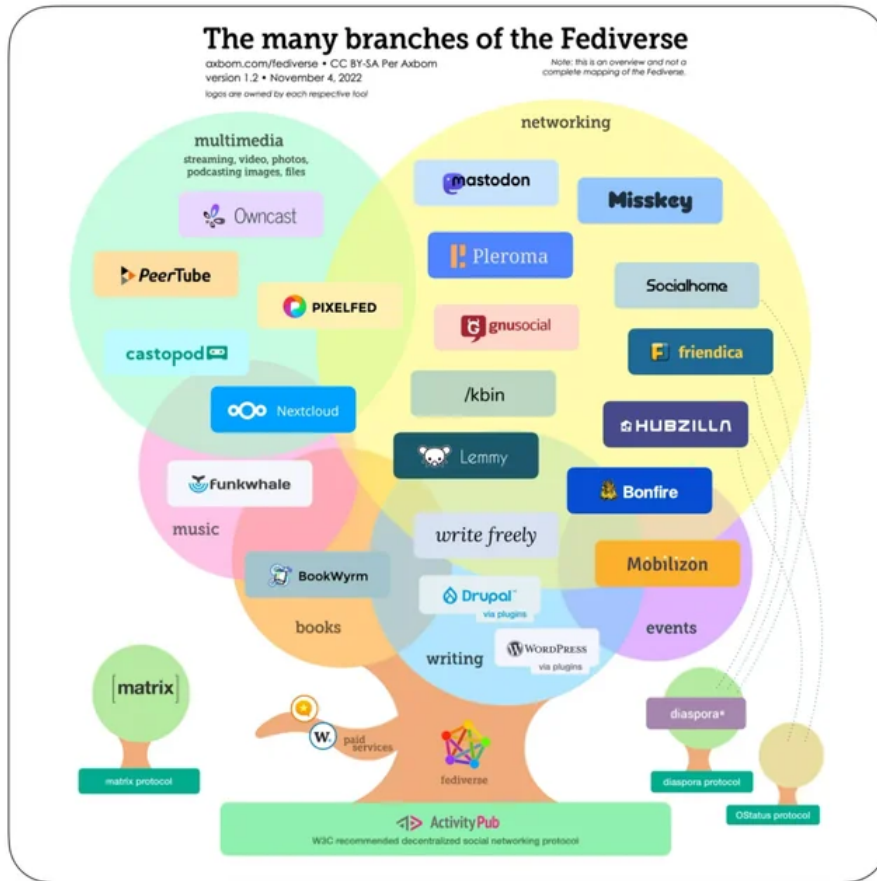 The many branches of the Fediverse
axbom.com/fediverse • CC BY-SA Per Axbom
version 1.2 • November 4, 2022
logos are owned by each respective tool
Note: this is an overview and not a
complete mapping of the Fediverse.
multimedia
streaming, video, photos,
podcasting images, files
networking
Owncast
PeerTube
PIXELFED
castopod
Nextcloud
mastodon
Misskey
Pleroma
Socialhome
gnusocial
friendica
/kbin
HUBZILLA
Lemmy
Bonfire
Funkwhale
music
write freely
Mobilizon
BookWyrm
books
Drupal™
via plugins
writing
WORDPRESS
via plugins
events
[matrix]
matrix protocol
W.
paid
services
fediverse
diaspora*
diaspora protocol
OStatus protocol
ActivityPub
W3C recommended decentralized social networking protocol